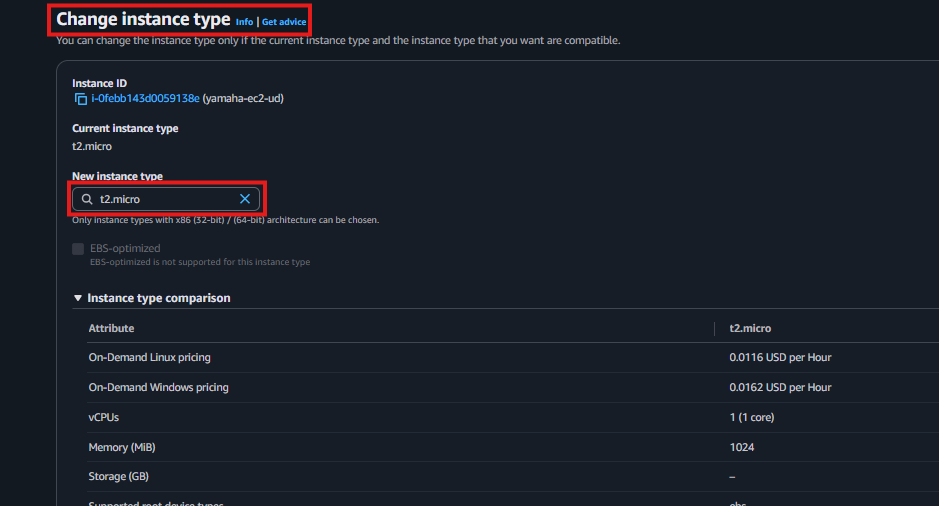 Change instance type Info | Get advice
You can change the instance type only if the current instance type and the instance type that you want are compatible.
Instance ID
i-0febb143d0059138e (yamaha-ec2-ud)
Current instance type
t2.micro
New instance type
t2.micro
Only instance types with x86 (32-bit) / (64-bit) architecture can be chosen.
EBS-optimized
EBS-optimized is not supported for this instance type
Instance type comparison
Attribute t2.micro
On-Demand Linux pricing 0.0116 USD per Hour
On-Demand Windows pricing 0.0162 USD per Hour
vCPUs 1 (1 core)
Memory (MiB) 1024
Storage (GB) –
Supported root device types ebs